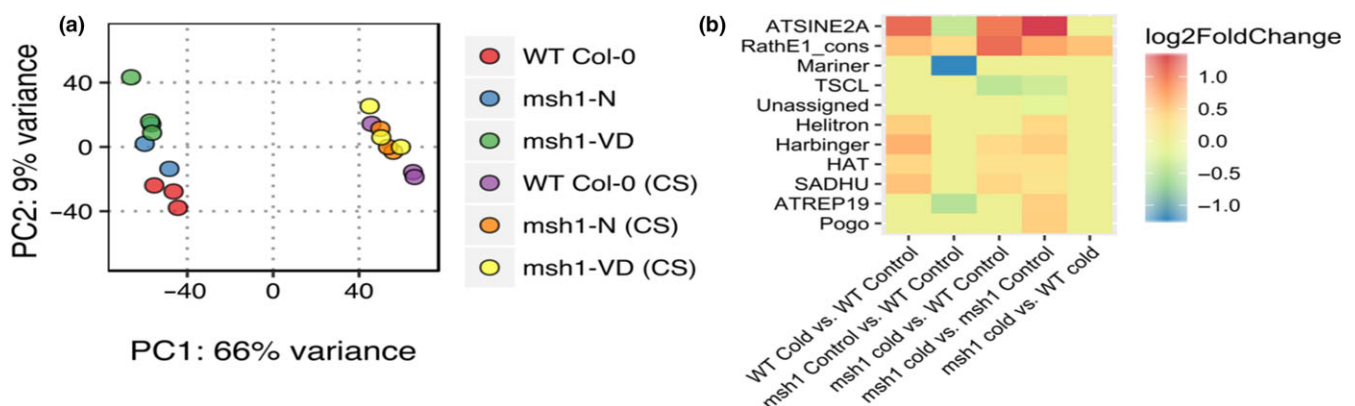 (a)
PC2: 9% variance
40
0
−40
−40
0
40
PC1: 66% variance
WT Col-0
msh1-N
msh1-VD
WT Col-0 (CS)
msh1-N (CS)
msh1-VD (CS)
(b)
ATSINE2A
RathE1_cons
Mariner
TSCL
Unassigned
Helitron
Harbinger
HAT
SADHU
ATREP19
Pogo
WT Cold vs. WT Control
msh1 Control vs. WT Control
msh1 cold vs. WT Control
msh1 cold vs. msh1 Control
msh1 cold vs. WT cold
log2FoldChange
1.0
0.5
0.0
−0.5
−1.0